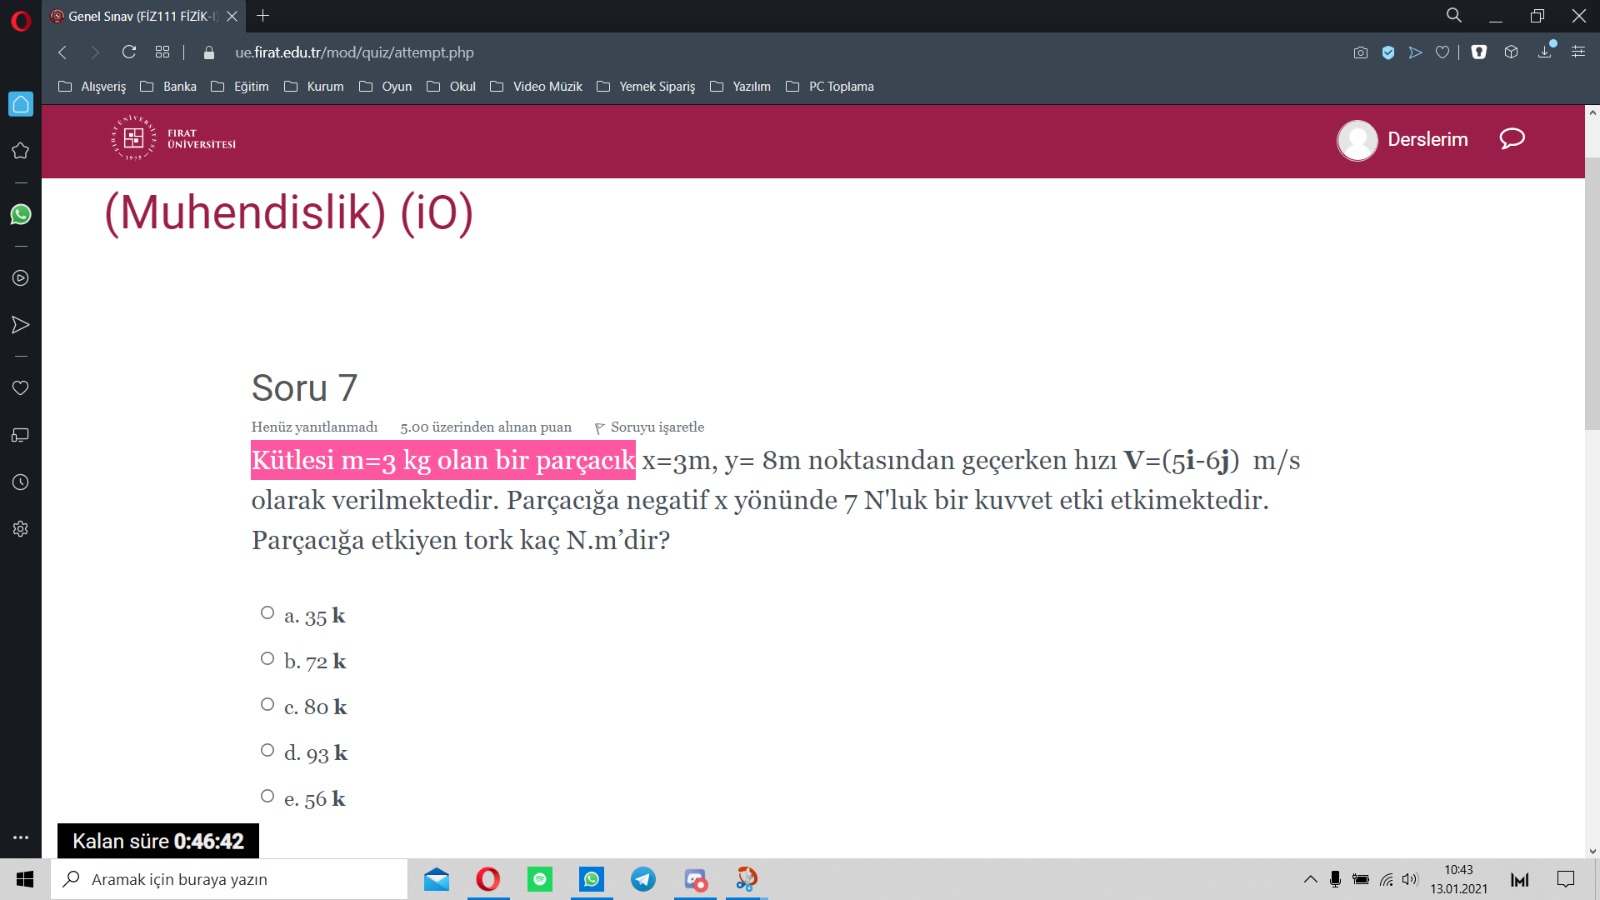 Genel Sınav (FİZ111 FİZİK-I)
ue.firat.edu.tr/mod/quiz/attempt.php
Alışveriş Banka Eğitim Kurum Oyun Okul Video Müzik Yemek Sipariş Yazılım PC Toplama
FIRAT
ÜNİVERSİTESİ
Derslerim
(Muhendislik) (iO)
Soru 7
Henüz yanıtlanmadı 5.00 üzerinden alınan puan Soruyu işaretle
Kütlesi m=3 kg olan bir parçacık x=3m, y= 8m noktasından geçerken hızı V=(5i-6j) m/s
olarak verilmektedir. Parçacığa negatif x yönünde 7 N'luk bir kuvvet etki etkimektedir.
Parçacığa etkiyen tork kaç N.m’dir?
a. 35 k
b. 72 k
c. 80 k
d. 93 k
e. 56 k
Kalan süre 0:46:42
Aramak için buraya yazın
10:43
13.01.2021